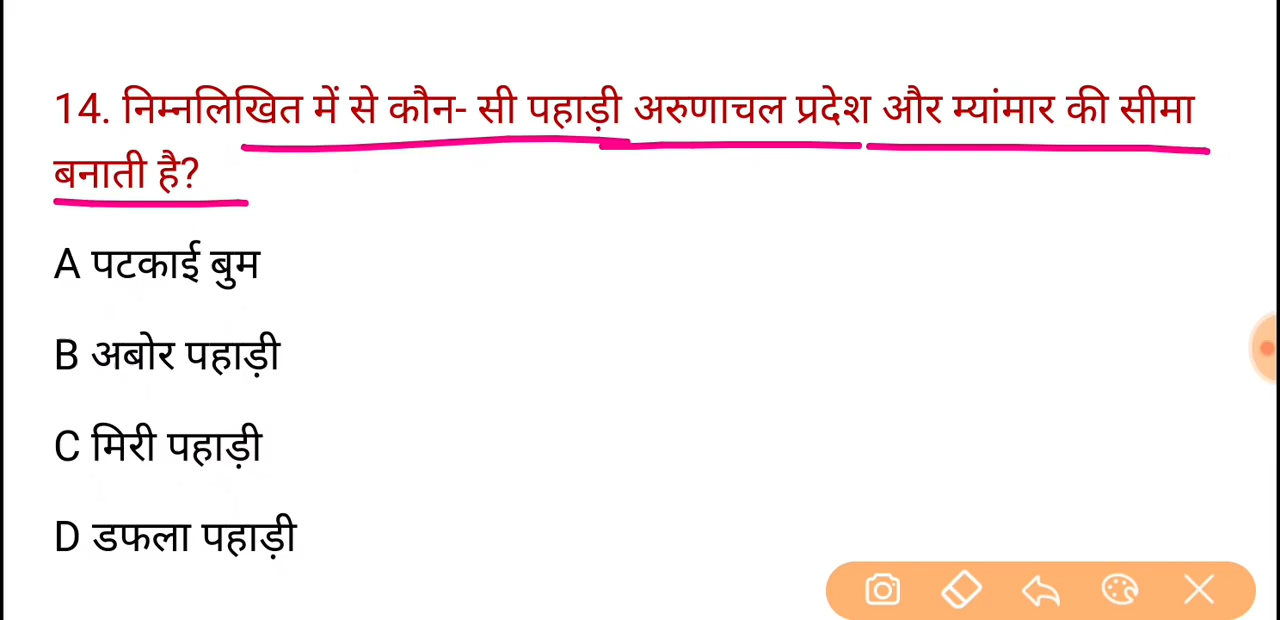 14. निम्नलिखित में से कौन- सी पहाड़ी अरुणाचल प्रदेश और म्यांमार की सीमा
बनाती है?
A पटकाई बुम
B अबोर पहाड़ी
C मिरी पहाड़ी
D डफला पहाड़ी